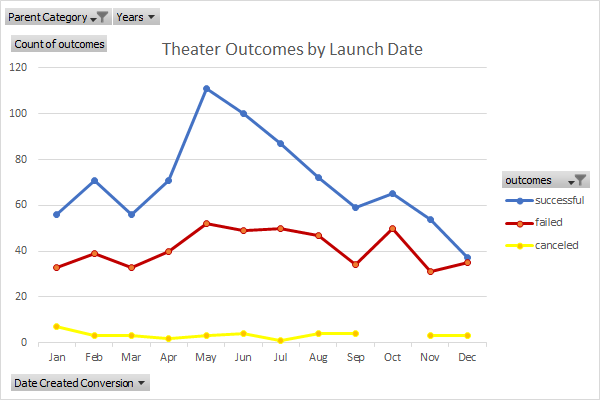 Parent Category Years
Count of outcomes
Theater Outcomes by Launch Date
120
100
80
60
40
20
0
Jan Feb Mar Apr May Jun Jul Aug Sep Oct Nov Dec
outcomes
successful
failed
canceled
Date Created Conversion